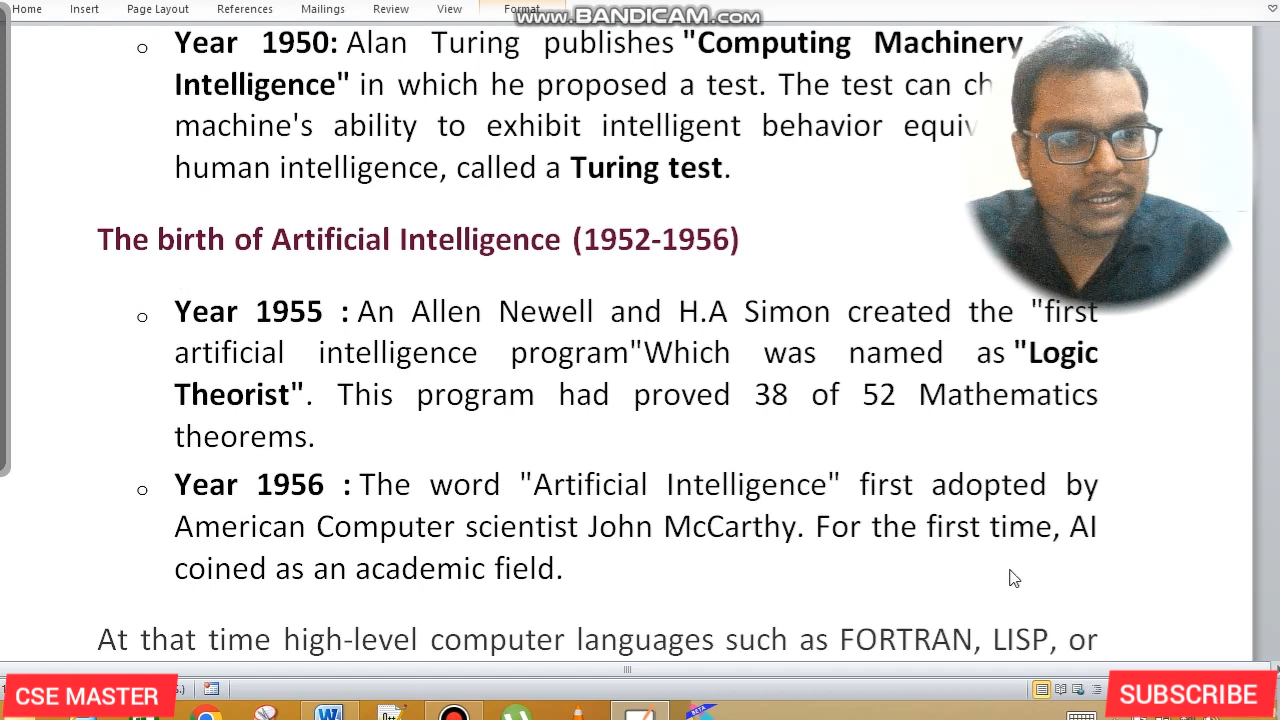 Home Insert Page Layout References Mailings Review View Format
www.BANDICAM.com
o Year 1950: Alan Turing publishes "Computing Machinery
Intelligence" in which he proposed a test. The test can
machine's ability to exhibit intelligent behavior
human intelligence, called a Turing test.
The birth of Artificial Intelligence (1952-1956)
o Year 1955 : An Allen Newell and H.A Simon created the "first
artificial intelligence program"Which was named as "Logic
Theorist". This program had proved 38 of 52 Mathematics
theorems.
o Year 1956 : The word "Artificial Intelligence" first adopted by
American Computer scientist John McCarthy. For the first time, AI
coined as an academic field.
At that time high-level computer languages such as FORTRAN, LISP, or
CSE MASTER
SUBSCRIBE